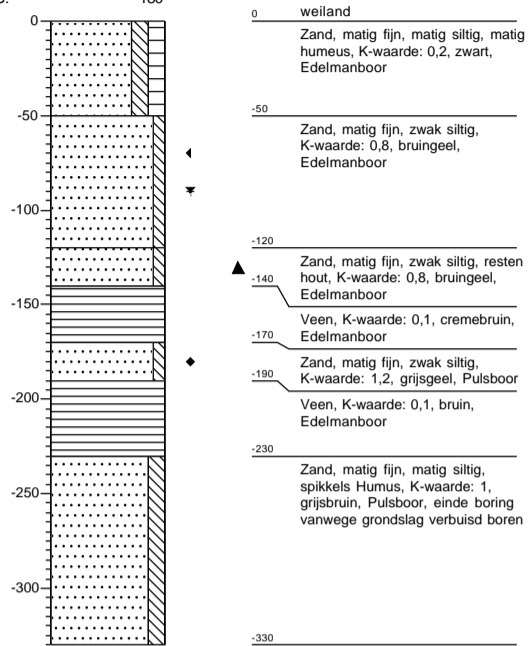 0
weiland
0
Zand, matig fijn, matig siltig, matig
humeus, K-waarde: 0,2, zwart,
Edelmanboor
-50
-50
Zand, matig fijn, zwak siltig,
K-waarde: 0,8, bruingeel,
Edelmanboor
-100
-120
Zand, matig fijn, zwak siltig, resten
hout, K-waarde: 0,8, bruingeel,
Edelmanboor
-140
-150
Veen, K-waarde: 0,1, cremebruin,
Edelmanboor
-170
Zand, matig fijn, zwak siltig,
K-waarde: 1,2, grijsgeel, Pulsboor
-190
-200
Veen, K-waarde: 0,1, bruin,
Edelmanboor
-230
Zand, matig fijn, matig siltig,
spikkels Humus, K-waarde: 1,
grijsbruin, Pulsboor, einde boring
vanwege grondslag verbuisd boren
-250
-300
-330